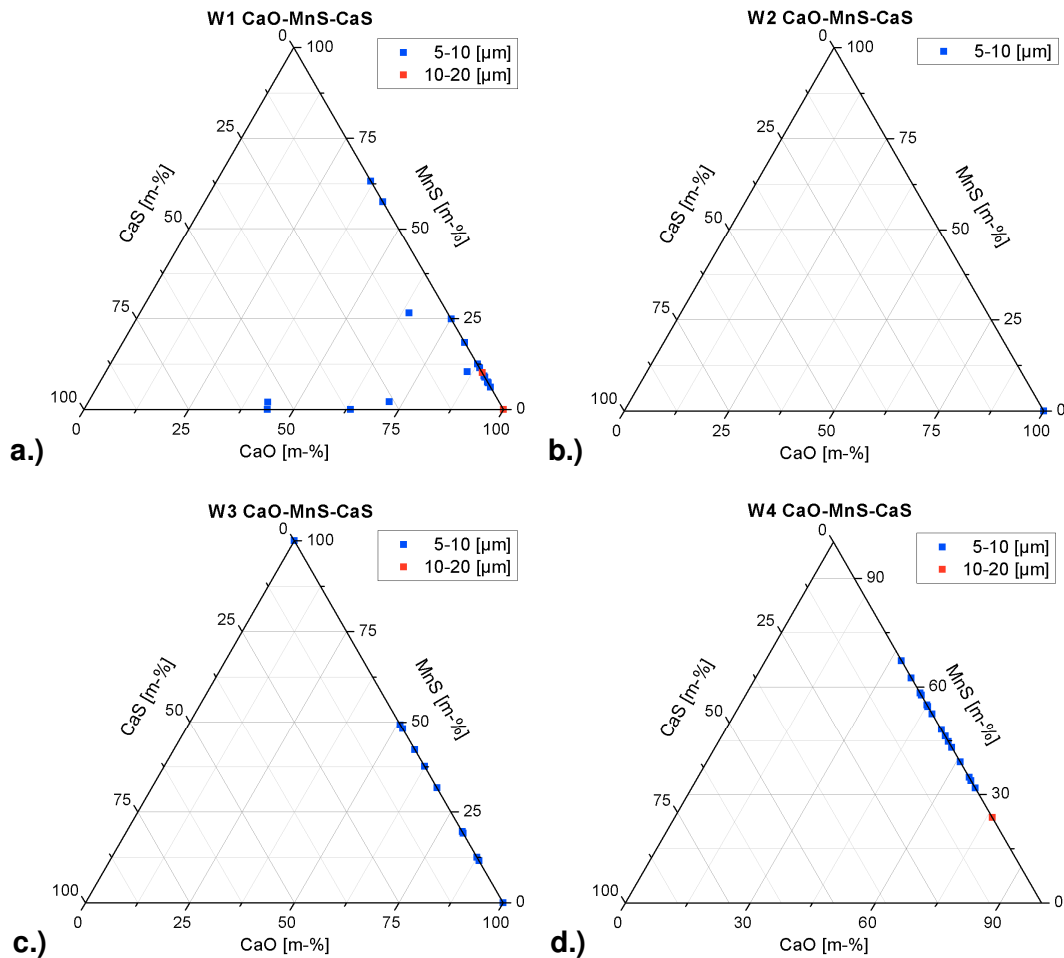 W1 CaO-MnS-CaS
0
100
5-10 [µm]
10-20 [µm]
25
75
CaS [m-%]
MnS [m-%]
50
50
75
25
100
0
0
25
50
75
100
CaO [m-%]
a.)
W2 CaO-MnS-CaS
0
100
5-10 [µm]
25
75
CaS [m-%]
MnS [m-%]
50
50
75
25
100
0
0
25
50
75
100
CaO [m-%]
b.)
W3 CaO-MnS-CaS
0
100
5-10 [µm]
10-20 [µm]
25
75
CaS [m-%]
MnS [m-%]
50
50
75
25
100
0
0
25
50
75
100
CaO [m-%]
c.)
W4 CaO-MnS-CaS
0
5-10 [µm]
10-20 [µm]
90
25
CaS [m-%]
MnS [m-%]
60
50
75
30
100
0
0
30
60
90
CaO [m-%]
d.)